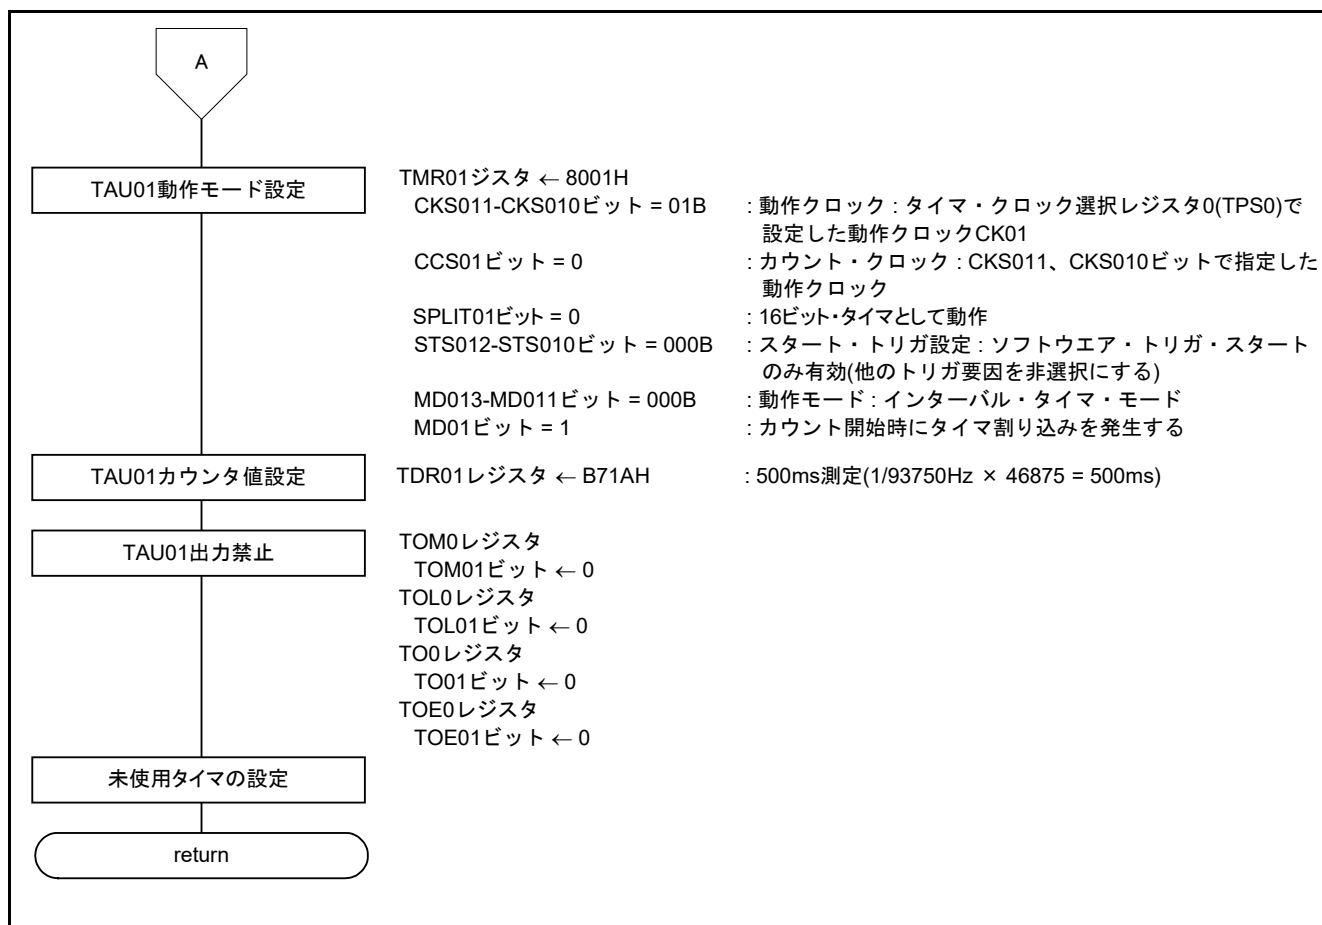 A
TAU01動作モード設定
TMR01ジスタ ← 8001H
CKS011-CKS010ビット = 01B : 動作クロック : タイマ・クロック選択レジスタ0(TPS0)で
設定した動作クロックCK01
CCS01ビット = 0 : カウント・クロック : CKS011、CKS010ビットで指定した
動作クロック
SPLIT01ビット = 0 : 16ビット・タイマとして動作
STS012-STS010ビット = 000B : スタート・トリガ設定 : ソフトウエア・トリガ・スタート
のみ有効(他のトリガ要因を非選択にする)
MD013-MD011ビット = 000B : 動作モード : インターバル・タイマ・モード
MD01ビット = 1 : カウント開始時にタイマ割り込みを発生する
TAU01カウンタ値設定
TDR01レジスタ ← B71AH : 500ms測定(1/93750Hz × 46875 = 500ms)
TAU01出力禁止
TOM0レジスタ
TOM01ビット ← 0
TOL0レジスタ
TOL01ビット ← 0
TO0レジスタ
TO01ビット ← 0
TOE0レジスタ
TOE01ビット ← 0
未使用タイマの設定
return